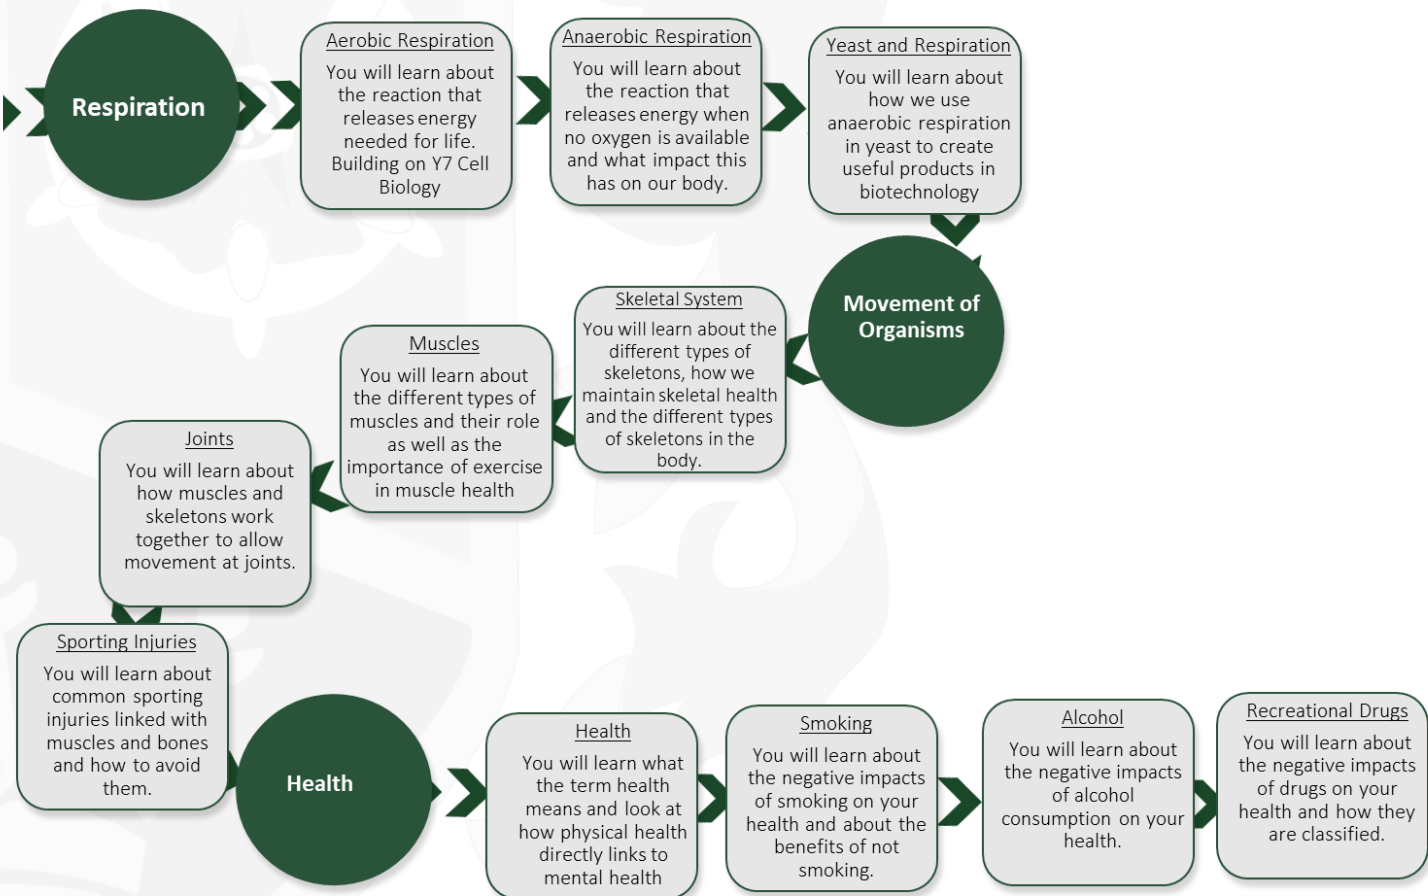 Respiration
Aerobic Respiration
You will learn about
the reaction that
releases energy
needed for life.
Building on Y7 Cell
Biology
Anaerobic Respiration
You will learn about
the reaction that
releases energy when
no oxygen is available
and what impact this
has on our body.
Yeast and Respiration
You will learn about
how we use
anaerobic respiration
in yeast to create
useful products in
biotechnology
Movement of
Organisms
Skeletal System
You will learn about the
different types of
skeletons, how we
maintain skeletal health
and the different types
of skeletons in the
body.
Muscles
You will learn about
the different types of
muscles and their role
as well as the
importance of exercise
in muscle health
Joints
You will learn about
how muscles and
skeletons work
together to allow
movement at joints.
Sporting Injuries
You will learn about
common sporting
injuries linked with
muscles and bones
and how to avoid
them.
Health
Health
You will learn what
the term health
means and look at
how physical health
directly links to
mental health
Smoking
You will learn about
the negative impacts
of smoking on your
health and about the
benefits of not
smoking.
Alcohol
You will learn about
the negative impacts
of alcohol
consumption on your
health.
Recreational Drugs
You will learn about
the negative impacts
of drugs on your
health and how they
are classified.